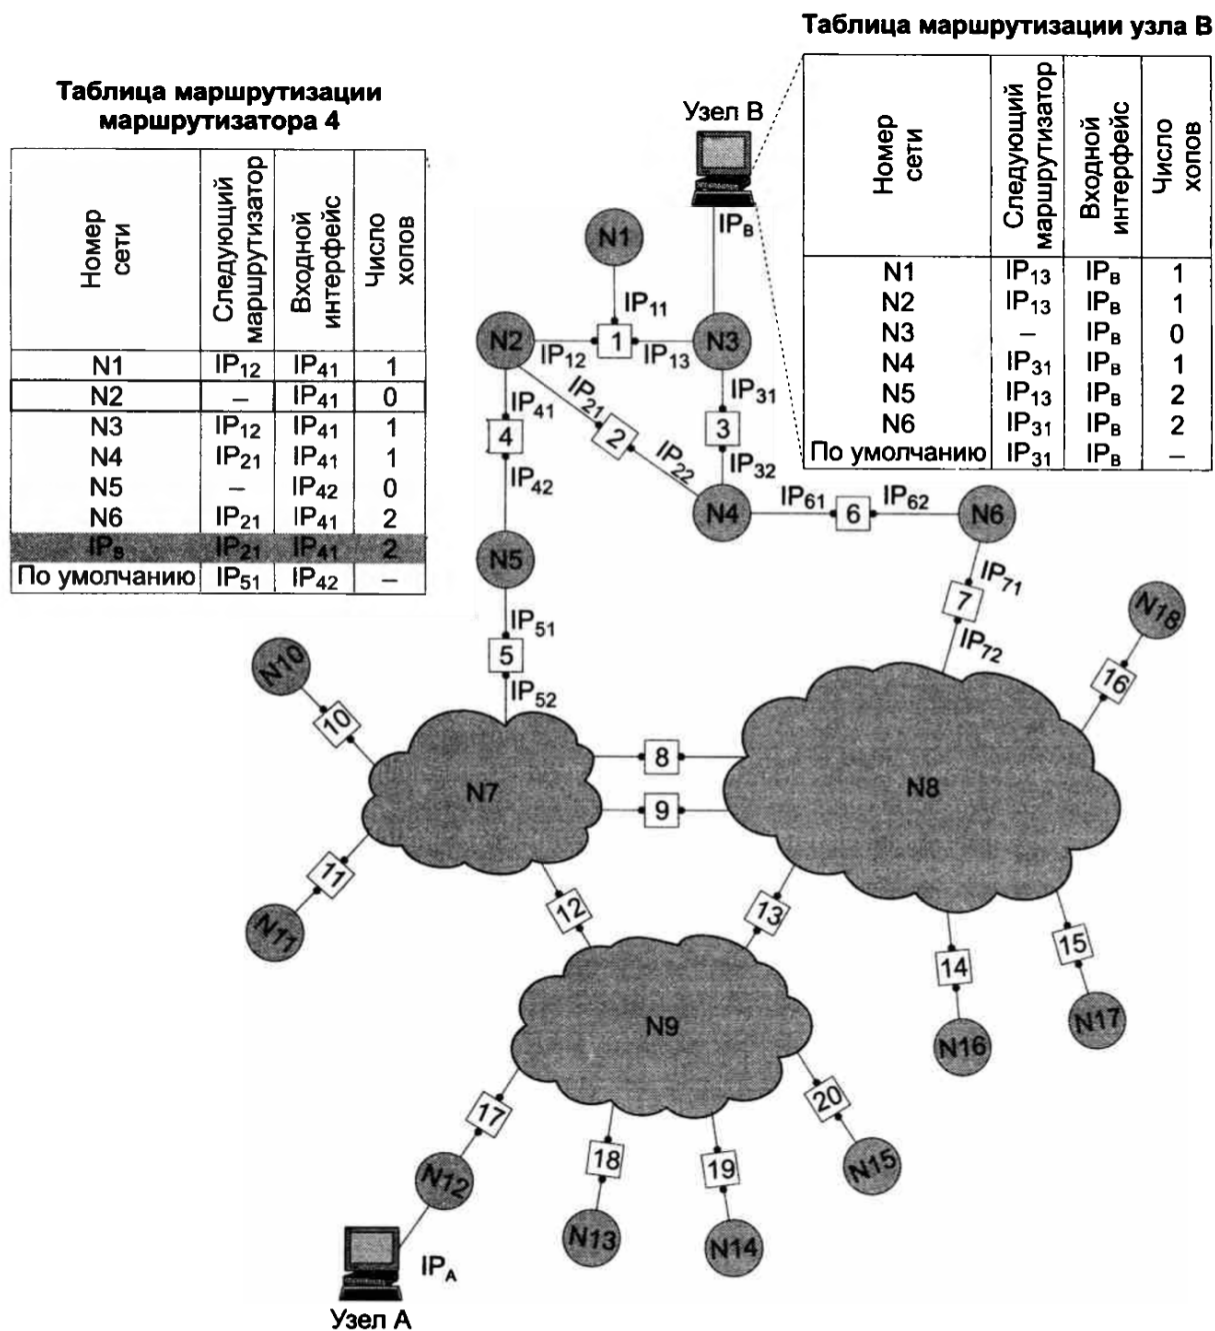 Таблица маршрутизации узла В
Номер сети | Следующий маршрутизатор | Входной интерфейс | Число хопов
N1 | IP13 | IPB | 1
N2 | IP13 | IPB | 1
N3 | – | IPB | 0
N4 | IP31 | IPB | 1
N5 | IP13 | IPB | 2
N6 | IP31 | IPB | 2
По умолчанию | IP31 | IPB | –
Таблица маршрутизации
маршрутизатора 4
Номер сети | Следующий маршрутизатор | Входной интерфейс | Число хопов
N1 | IP12 | IP41 | 1
N2 | – | IP41 | 0
N3 | IP12 | IP41 | 1
N4 | IP21 | IP41 | 1
N5 | – | IP42 | 0
N6 | IP21 | IP41 | 2
IPB | IP21 | IP41 | 2
По умолчанию | IP51 | IP42 | –
Узел В
IPB
N1
IP11
N2
1
N3
IP12
IP13
IP41
IP21
IP31
4
2
3
IP42
IP22
IP32
N4
IP61
6
IP62
N6
N5
IP71
7
IP72
IP51
5
IP52
N18
16
N10
10
8
N7
N8
9
11
N11
12
13
14
15
N16
N17
N9
17
18
19
20
N12
N13
N14
N15
IPA
Узел А